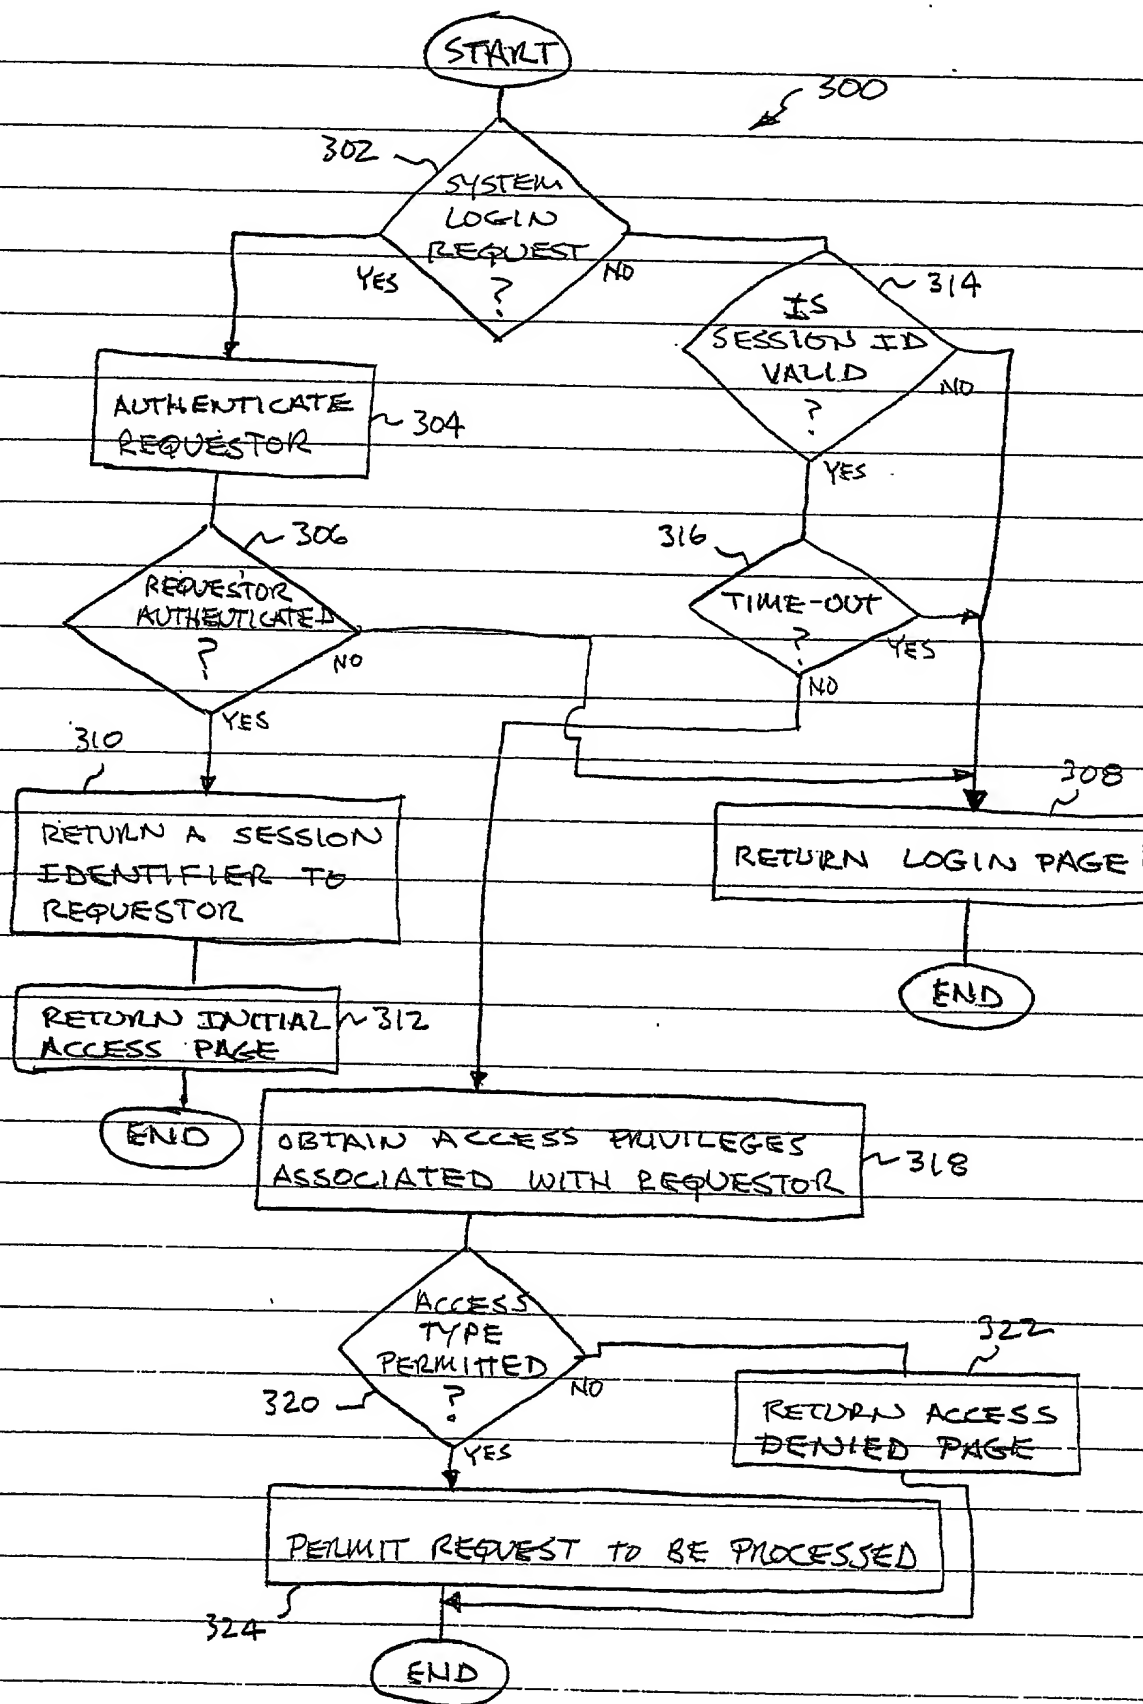 START
300
302
SYSTEM
LOGIN
REQUEST
?
YES
NO
314
IS
SESSION ID
VALID
?
NO
YES
AUTHENTICATE
REQUESTOR
304
306
REQUESTOR
AUTHENTICATED
?
NO
YES
316
TIME-OUT
?
YES
NO
310
RETURN A SESSION
IDENTIFIER TO
REQUESTOR
308
RETURN LOGIN PAGE
END
RETURN INITIAL
ACCESS PAGE
312
END
OBTAIN ACCESS PRIVILEGES
ASSOCIATED WITH REQUESTOR
318
ACCESS
TYPE
PERMITTED
?
320
NO
YES
322
RETURN ACCESS
DENIED PAGE
PERMIT REQUEST TO BE PROCESSED
324
END